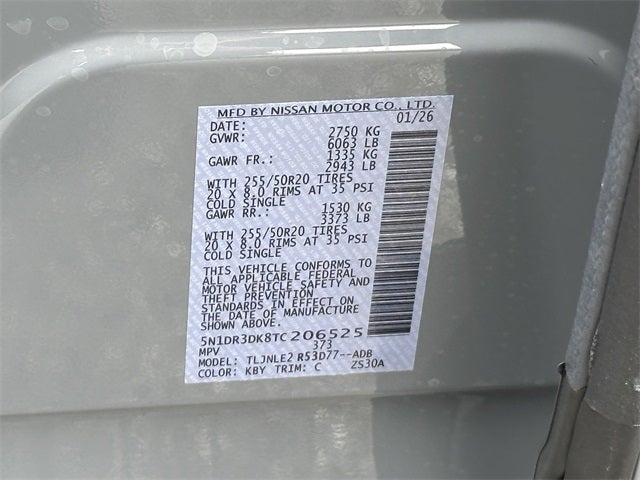 MFD BY NISSAN MOTOR CO., LTD.
DATE: 01/26
GVWR: 2750 KG
6063 LB
GAWR FR.: 1335 KG
2943 LB
WITH 255/50R20 TIRES
20 X 8.0 RIMS AT 35 PSI
COLD SINGLE
GAWR RR.: 1530 KG
3373 LB
WITH 255/50R20 TIRES
20 X 8.0 RIMS AT 35 PSI
COLD SINGLE
THIS VEHICLE CONFORMS TO
ALL APPLICABLE FEDERAL
MOTOR VEHICLE SAFETY AND
THEFT PREVENTION
STANDARDS IN EFFECT ON
THE DATE OF MANUFACTURE
SHOWN ABOVE.
5N1DR3DK8TC206525
MPV 373
MODEL: TLJNLE2 R53D77--ADB
COLOR: KBY TRIM: C ZS30A